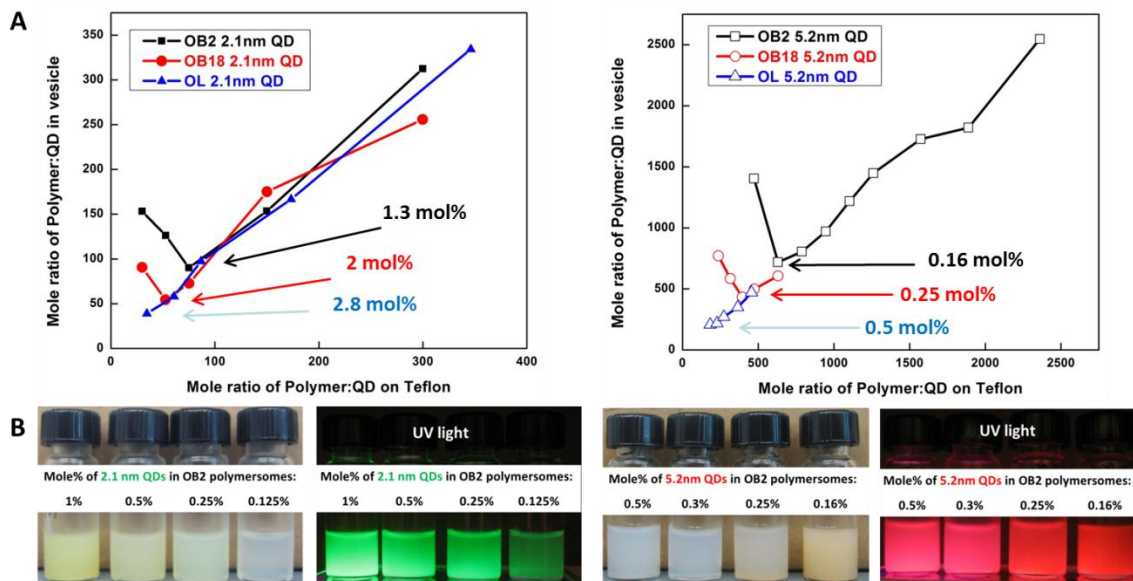 A
OB2 2.1nm QD
OB18 2.1nm QD
OL 2.1nm QD
Mole ratio of Polymer:QD in vesicle
350
300
250
200
150
100
50
0
1.3 mol%
2 mol%
2.8 mol%
0
100
200
300
400
Mole ratio of Polymer:QD on Teflon
OB2 5.2nm QD
OB18 5.2nm QD
OL 5.2nm QD
Mole ratio of Polymer:QD in vesicle
2500
2000
1500
1000
500
0
0.16 mol%
0.25 mol%
0.5 mol%
0
500
1000
1500
2000
2500
Mole ratio of Polymer:QD on Teflon
B
Mole% of 2.1 nm QDs in OB2 polymersomes:
1% 0.5% 0.25% 0.125%
UV light
Mole% of 2.1 nm QDs in OB2 polymersomes:
1% 0.5% 0.25% 0.125%
Mole% of 5.2nm QDs in OB2 polymersomes:
0.5% 0.3% 0.25% 0.16%
UV light
Mole% of 5.2nm QDs in OB2 polymersomes:
0.5% 0.3% 0.25% 0.16%